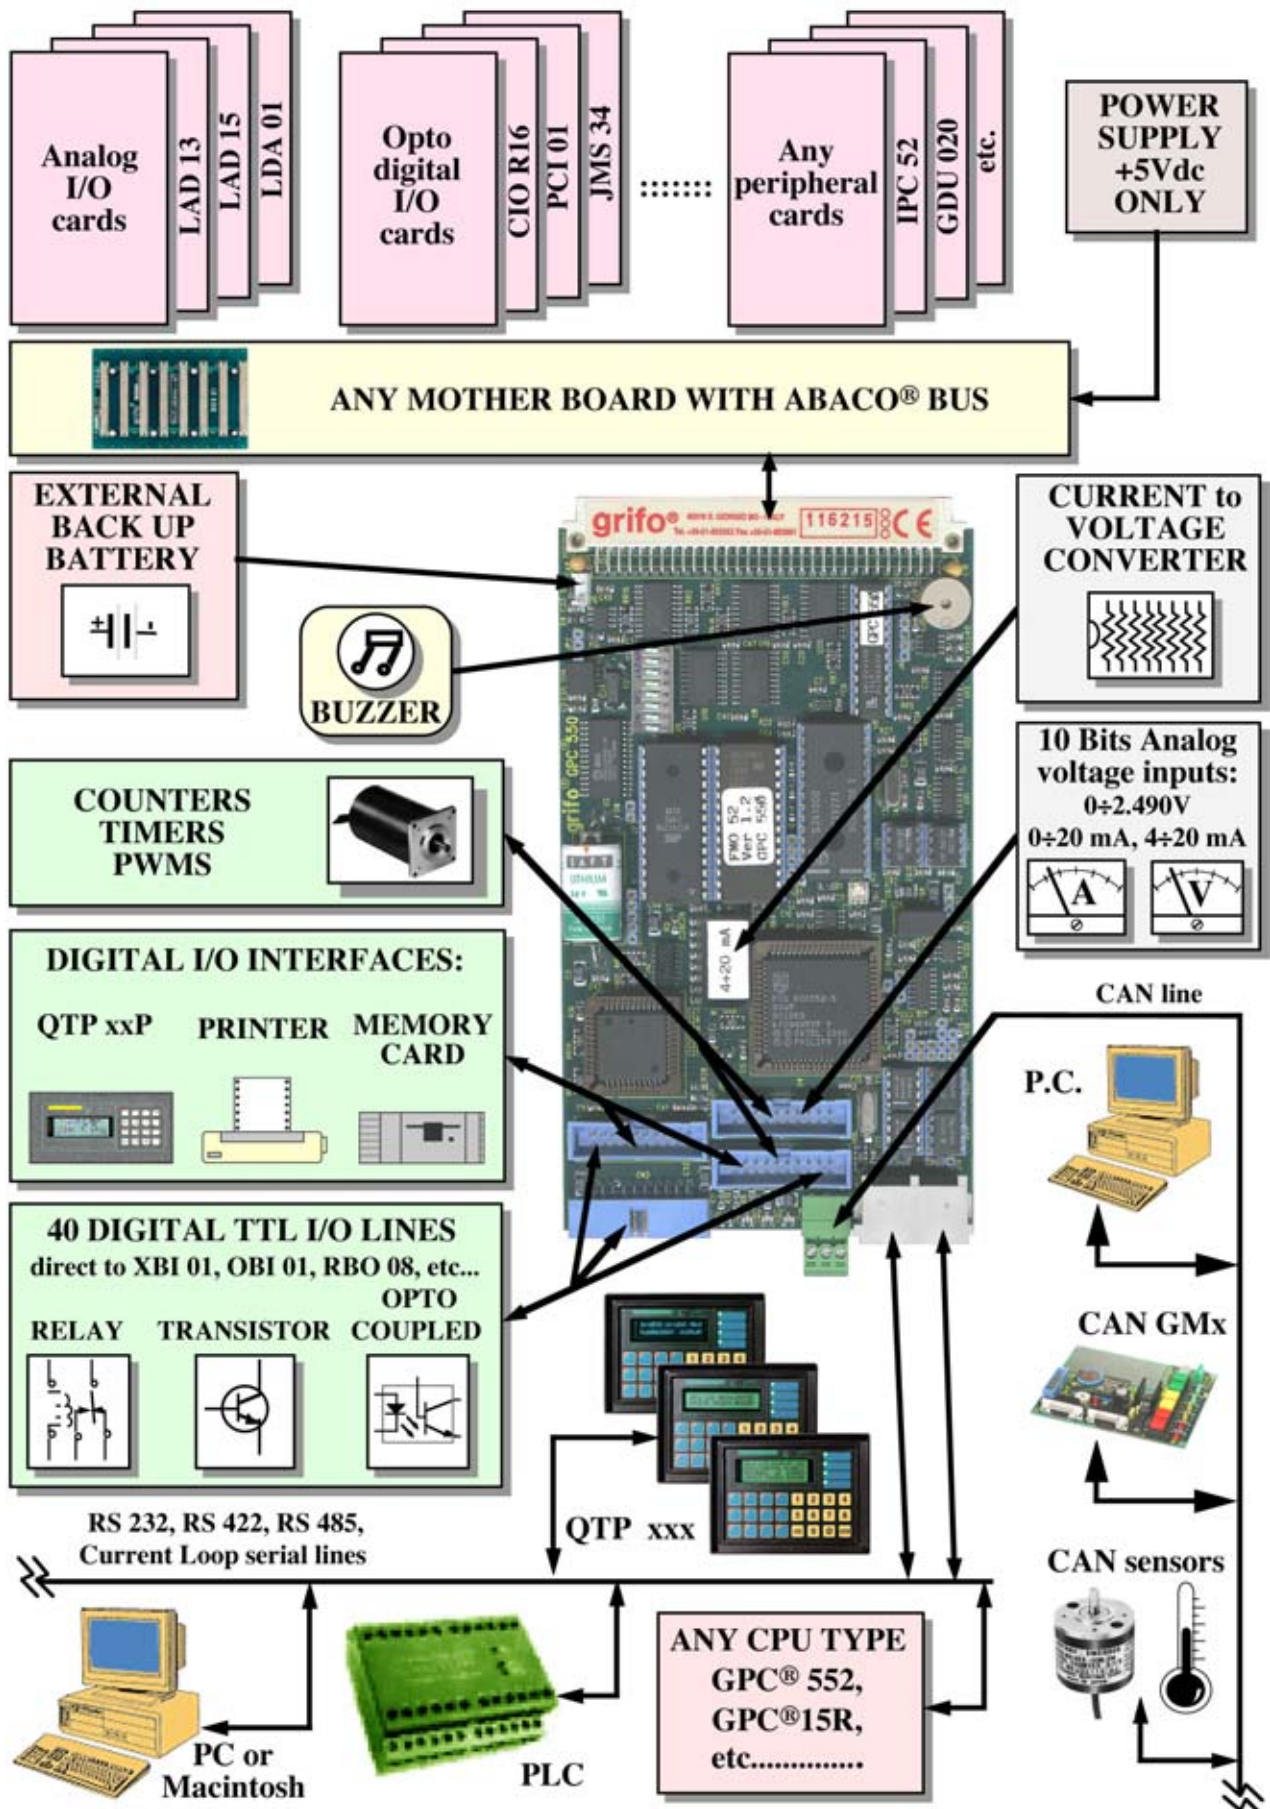 Analog
I/O
cards
LAD 13
LAD 15
LDA 01
Opto
digital
I/O
cards
CIO R16
PCI 01
JMS 34
Any
peripheral
cards
IPC 52
GDU 020
etc.
POWER
SUPPLY
+5Vdc
ONLY
ANY MOTHER BOARD WITH ABACO® BUS
EXTERNAL
BACK UP
BATTERY
BUZZER
grifo®
116215
CE
CURRENT to
VOLTAGE
CONVERTER
grifo® GPC 550
FMO 52
Ver 1.2
GPC 550
LITHIUM
4÷20 mA
10 Bits Analog
voltage inputs:
0÷2.490V
0÷20 mA, 4÷20 mA
A
V
COUNTERS
TIMERS
PWMS
DIGITAL I/O INTERFACES:
QTP xxP
PRINTER
MEMORY
CARD
40 DIGITAL TTL I/O LINES
direct to XBI 01, OBI 01, RBO 08, etc...
RELAY
TRANSISTOR
OPTO
COUPLED
CAN line
P.C.
CAN GMx
CAN sensors
QTP xxx
RS 232, RS 422, RS 485,
Current Loop serial lines
PC or
Macintosh
PLC
ANY CPU TYPE
GPC® 552,
GPC®15R,
etc..............